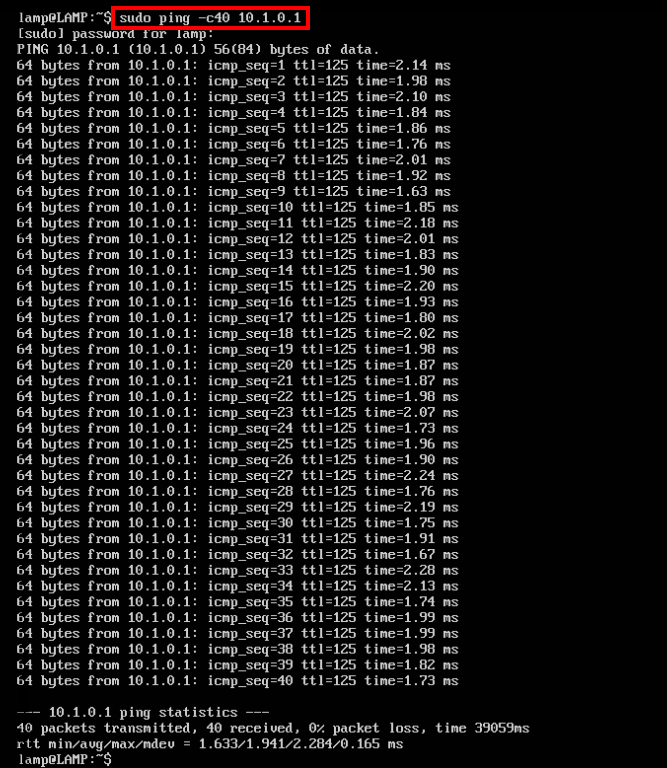 lamp@LAMP:~$ sudo ping -c40 10.1.0.1
[sudo] password for lamp:
PING 10.1.0.1 (10.1.0.1) 56(84) bytes of data.
64 bytes from 10.1.0.1: icmp_seq=1 ttl=125 time=2.14 ms
64 bytes from 10.1.0.1: icmp_seq=2 ttl=125 time=1.98 ms
64 bytes from 10.1.0.1: icmp_seq=3 ttl=125 time=2.10 ms
64 bytes from 10.1.0.1: icmp_seq=4 ttl=125 time=1.84 ms
64 bytes from 10.1.0.1: icmp_seq=5 ttl=125 time=1.86 ms
64 bytes from 10.1.0.1: icmp_seq=6 ttl=125 time=1.76 ms
64 bytes from 10.1.0.1: icmp_seq=7 ttl=125 time=2.01 ms
64 bytes from 10.1.0.1: icmp_seq=8 ttl=125 time=1.92 ms
64 bytes from 10.1.0.1: icmp_seq=9 ttl=125 time=1.63 ms
64 bytes from 10.1.0.1: icmp_seq=10 ttl=125 time=1.85 ms
64 bytes from 10.1.0.1: icmp_seq=11 ttl=125 time=2.18 ms
64 bytes from 10.1.0.1: icmp_seq=12 ttl=125 time=2.01 ms
64 bytes from 10.1.0.1: icmp_seq=13 ttl=125 time=1.83 ms
64 bytes from 10.1.0.1: icmp_seq=14 ttl=125 time=1.90 ms
64 bytes from 10.1.0.1: icmp_seq=15 ttl=125 time=2.20 ms
64 bytes from 10.1.0.1: icmp_seq=16 ttl=125 time=1.93 ms
64 bytes from 10.1.0.1: icmp_seq=17 ttl=125 time=1.80 ms
64 bytes from 10.1.0.1: icmp_seq=18 ttl=125 time=2.02 ms
64 bytes from 10.1.0.1: icmp_seq=19 ttl=125 time=1.98 ms
64 bytes from 10.1.0.1: icmp_seq=20 ttl=125 time=1.87 ms
64 bytes from 10.1.0.1: icmp_seq=21 ttl=125 time=1.87 ms
64 bytes from 10.1.0.1: icmp_seq=22 ttl=125 time=1.98 ms
64 bytes from 10.1.0.1: icmp_seq=23 ttl=125 time=2.07 ms
64 bytes from 10.1.0.1: icmp_seq=24 ttl=125 time=1.73 ms
64 bytes from 10.1.0.1: icmp_seq=25 ttl=125 time=1.96 ms
64 bytes from 10.1.0.1: icmp_seq=26 ttl=125 time=1.90 ms
64 bytes from 10.1.0.1: icmp_seq=27 ttl=125 time=2.24 ms
64 bytes from 10.1.0.1: icmp_seq=28 ttl=125 time=1.76 ms
64 bytes from 10.1.0.1: icmp_seq=29 ttl=125 time=2.19 ms
64 bytes from 10.1.0.1: icmp_seq=30 ttl=125 time=1.75 ms
64 bytes from 10.1.0.1: icmp_seq=31 ttl=125 time=1.91 ms
64 bytes from 10.1.0.1: icmp_seq=32 ttl=125 time=1.67 ms
64 bytes from 10.1.0.1: icmp_seq=33 ttl=125 time=2.28 ms
64 bytes from 10.1.0.1: icmp_seq=34 ttl=125 time=2.13 ms
64 bytes from 10.1.0.1: icmp_seq=35 ttl=125 time=1.74 ms
64 bytes from 10.1.0.1: icmp_seq=36 ttl=125 time=1.99 ms
64 bytes from 10.1.0.1: icmp_seq=37 ttl=125 time=1.99 ms
64 bytes from 10.1.0.1: icmp_seq=38 ttl=125 time=1.98 ms
64 bytes from 10.1.0.1: icmp_seq=39 ttl=125 time=1.82 ms
64 bytes from 10.1.0.1: icmp_seq=40 ttl=125 time=1.73 ms
--- 10.1.0.1 ping statistics ---
40 packets transmitted, 40 received, 0% packet loss, time 39059ms
rtt min/avg/max/mdev = 1.633/1.941/2.284/0.165 ms
lamp@LAMP:~$